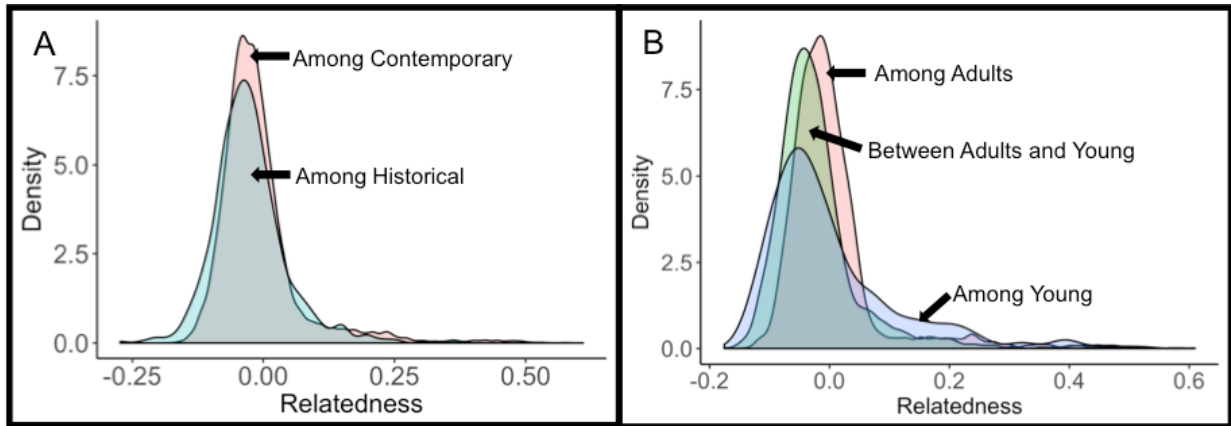 A
Among Contemporary
Among Historical
Density
7.5
5.0
2.5
0.0
-0.25
0.00
0.25
0.50
Relatedness
B
Among Adults
Between Adults and Young
Among Young
Density
7.5
5.0
2.5
0.0
-0.2
0.0
0.2
0.4
0.6
Relatedness